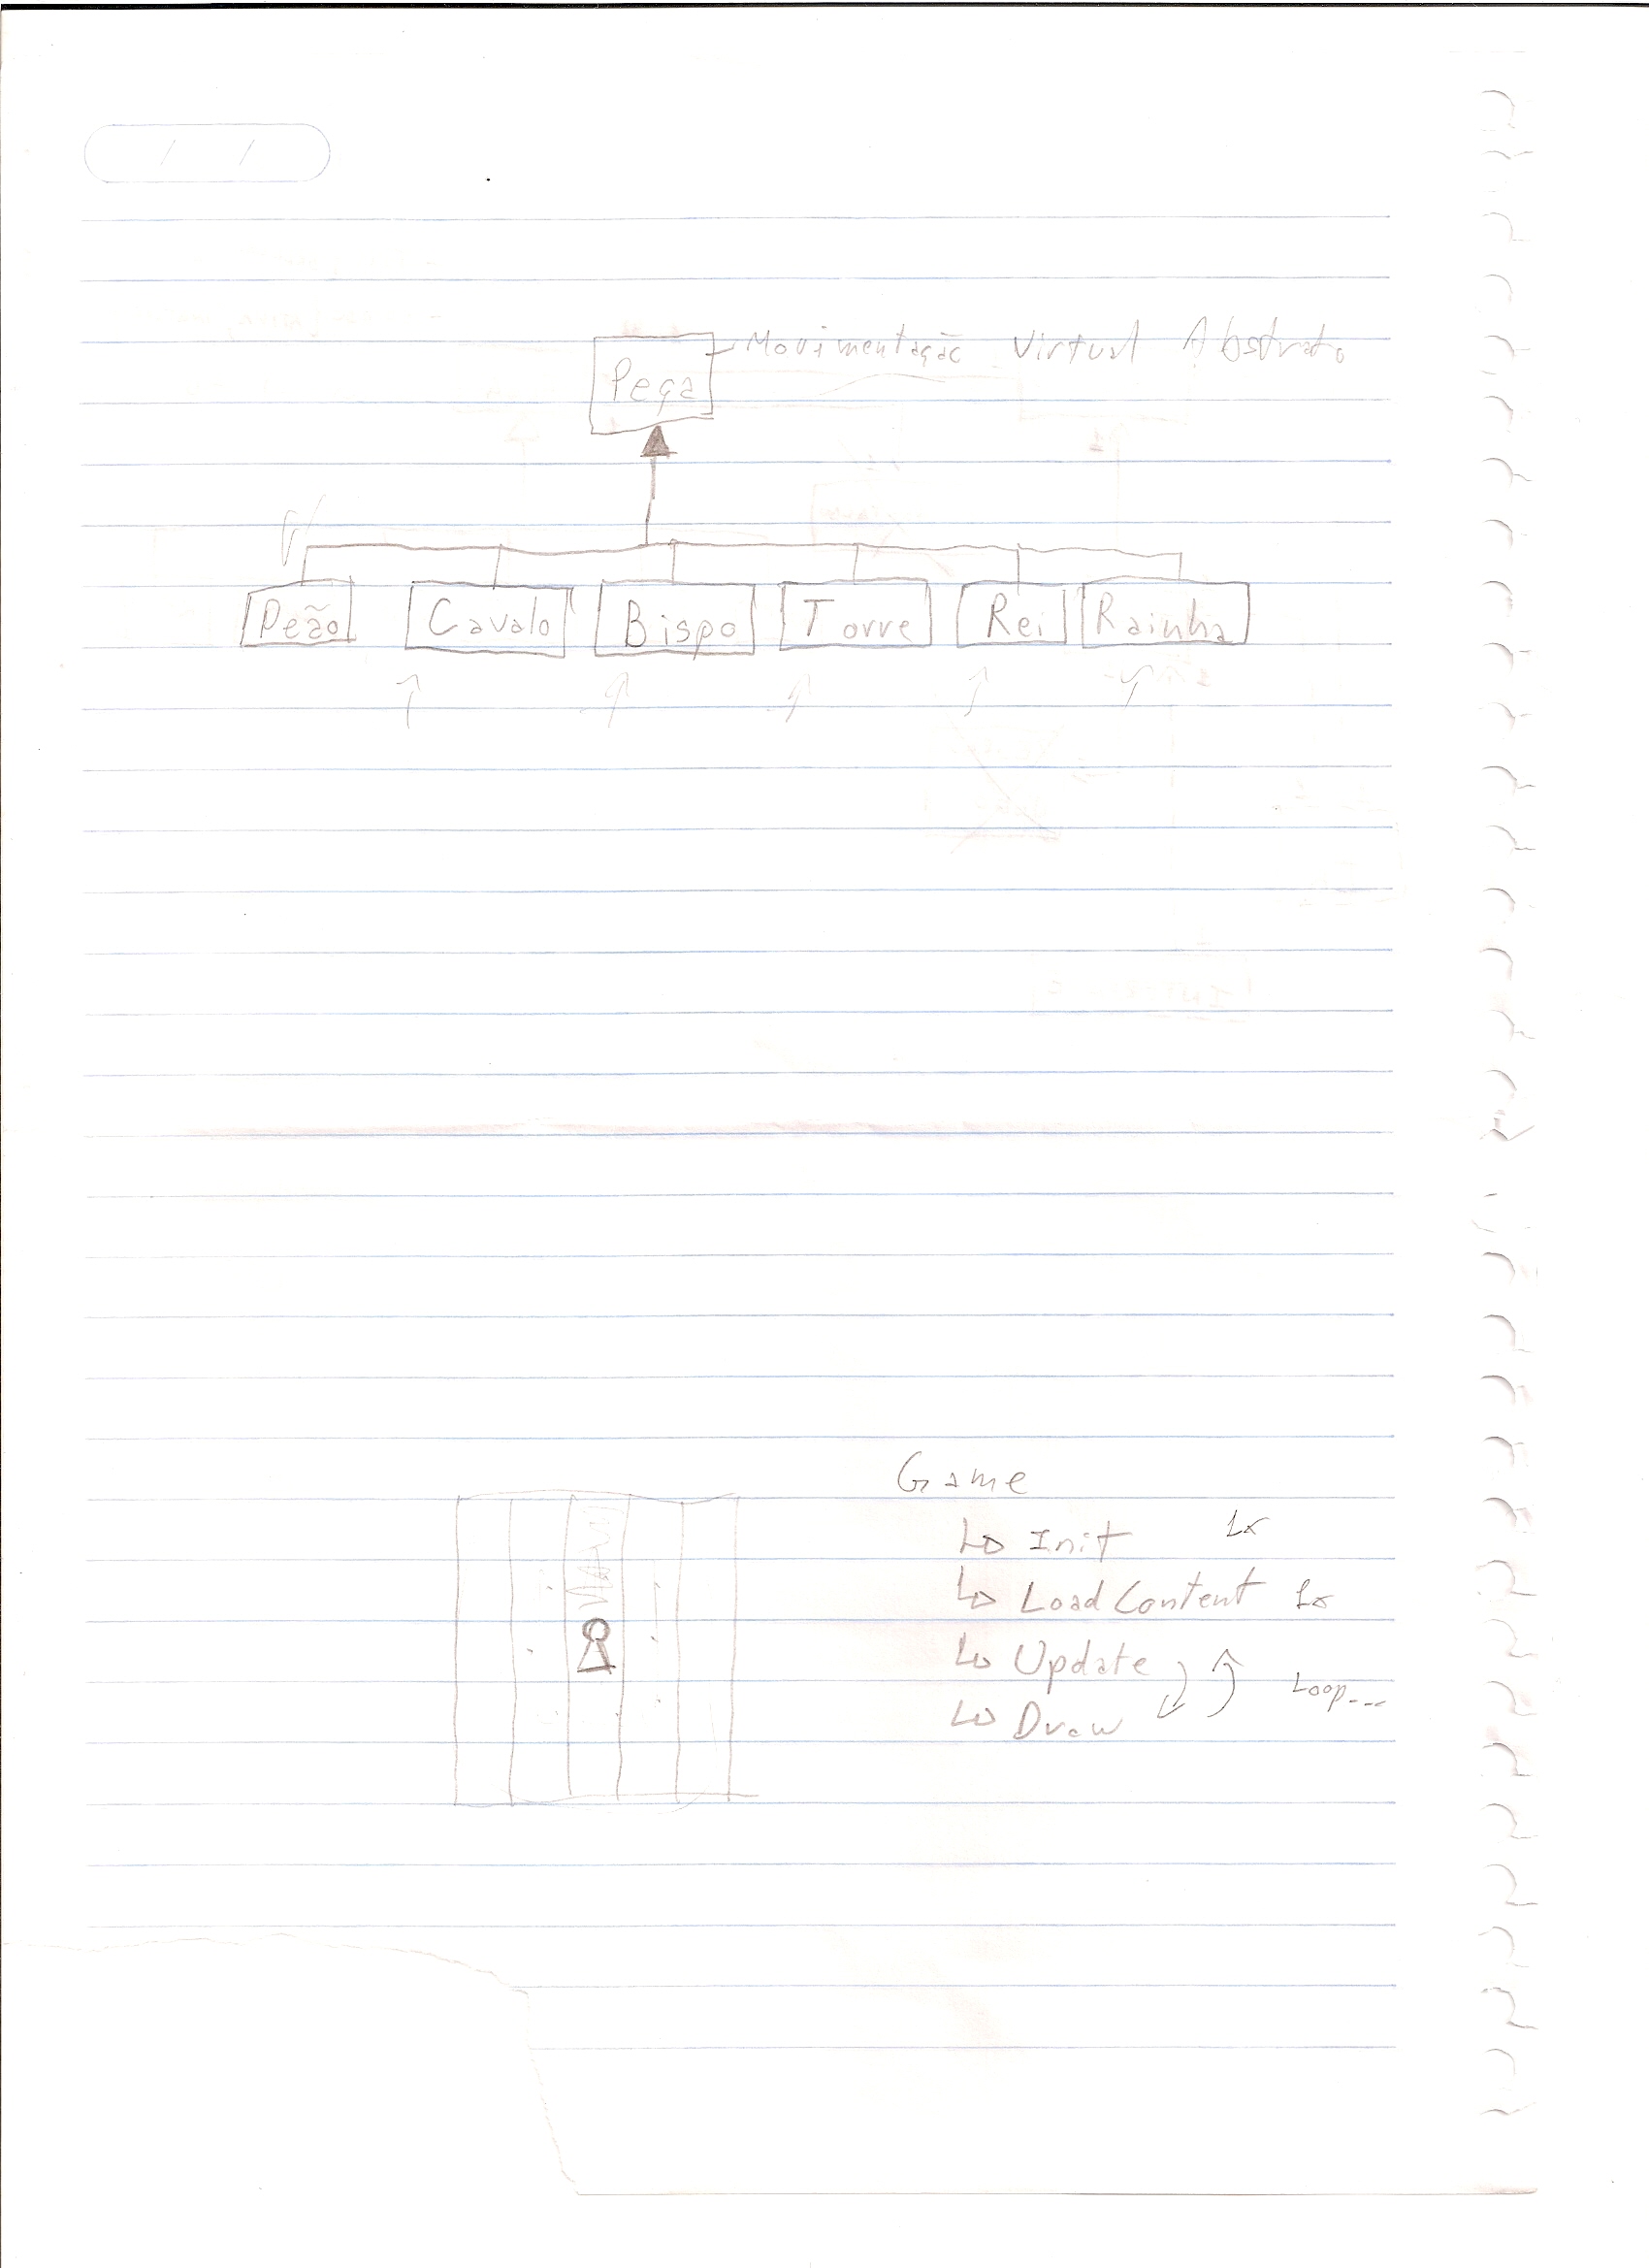 Peça Movimentação Virtual Abstrato
Peão Cavalo Bispo Torre Rei Rainha
Game
Init 1x
Load Content 1x
Update
Loop...
Draw